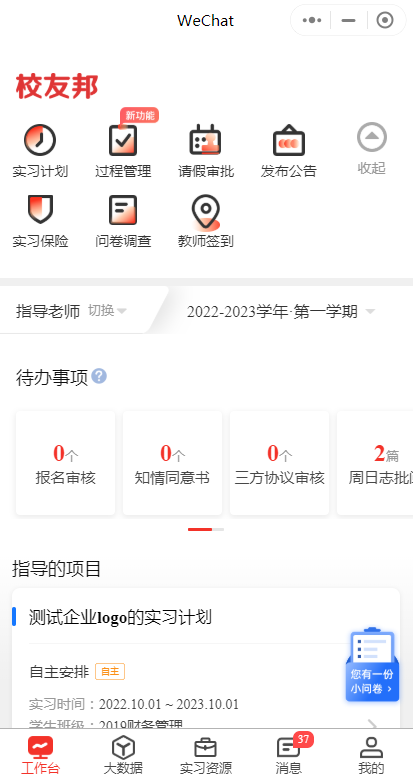 WeChat
校友邦
新功能
实习计划 过程管理 请假审批 发布公告 收起
实习保险 问卷调查 教师签到
指导老师 切换 2022-2023学年·第一学期
待办事项 ?
0个 0个 0个 2篇
报名审核 知情同意书 三方协议审核 周日志批
指导的项目
测试企业logo的实习计划
自主安排 自主
您有一份
小问卷 >
实习时间：2022.10.01 ~ 2023.10.01
学生班级：2019财务管理
37
工作台 大数据 实习资源 消息 我的